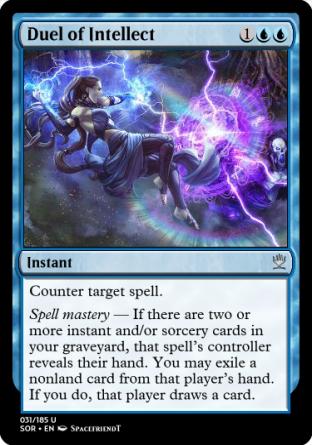 Duel of Intellect 1
Instant
Counter target spell.
Spell mastery — If there are two or
more instant and/or sorcery cards in
your graveyard, that spell's controller
reveals their hand. You may exile a
nonland card from that player's hand.
If you do, that player draws a card.
031/185 U
SOR • EN SpacefriendT